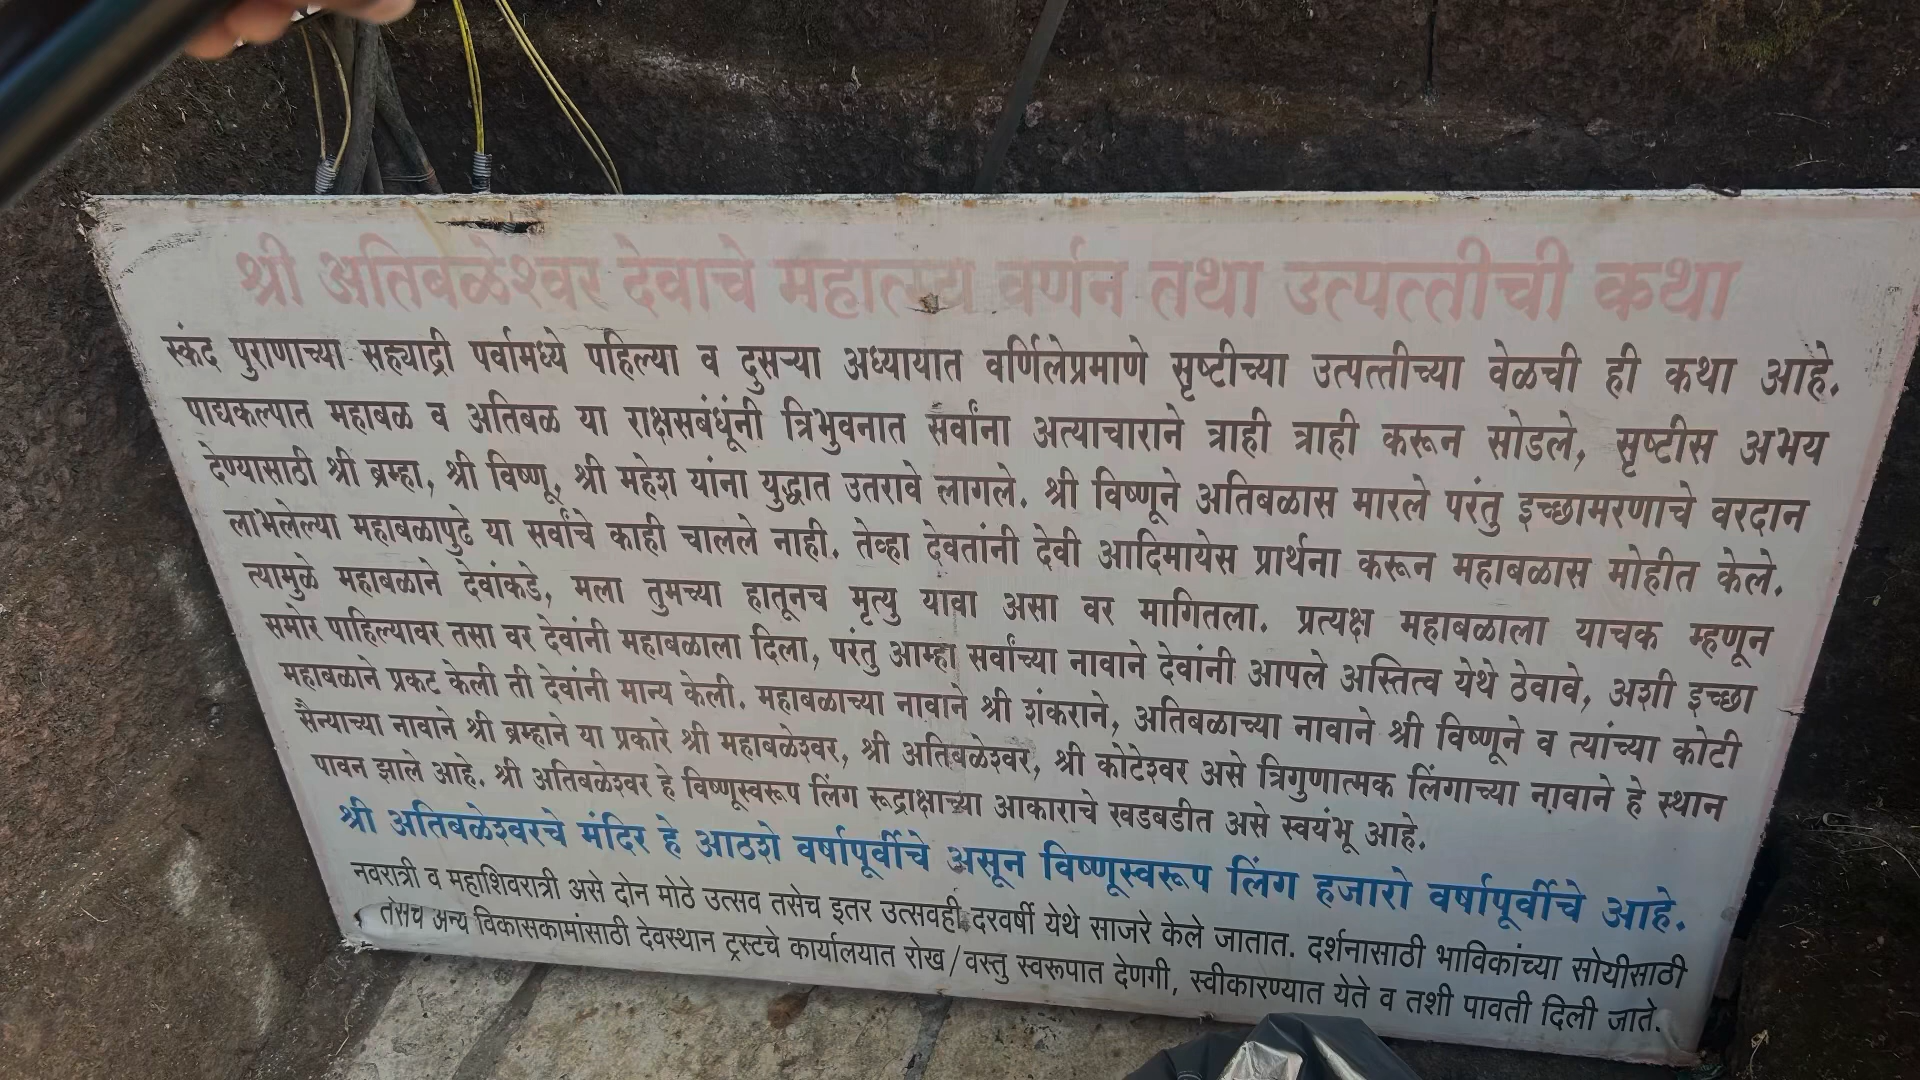 श्री अतिबळेश्वर देवाचे महात्म्य वर्णन तथा उत्पत्तीची कथा
स्कंद पुराणाच्या सह्याद्री पर्वामध्ये पहिल्या व दुसऱ्या अध्यायात वर्णिलेप्रमाणे सृष्टीच्या उत्पत्तीच्या वेळची ही कथा आहे.
पाद्यकल्पात महाबळ व अतिबळ या राक्षसबंधूंनी त्रिभुवनात सर्वांना अत्याचाराने त्राही त्राही करून सोडले, सृष्टीस अभय
देण्यासाठी श्री ब्रम्हा, श्री विष्णू, श्री महेश यांना युद्धात उतरावे लागले. श्री विष्णूने अतिबळास मारले परंतु इच्छामरणाचे वरदान
लाभलेल्या महाबळापुढे या सर्वांचे काही चालले नाही. तेव्हा देवतांनी देवी आदिमायेस प्रार्थना करून महाबळास मोहीत केले.
त्यामुळे महाबळाने देवांकडे, मला तुमच्या हातूनच मृत्यु यावा असा वर मागितला. प्रत्यक्ष महाबळाला याचक म्हणून
समोर पाहिल्यावर तसा वर देवांनी महाबळाला दिला, परंतु आम्हा सर्वांच्या नावाने देवांनी आपले अस्तित्व येथे ठेवावे, अशी इच्छा
महाबळाने प्रकट केली ती देवांनी मान्य केली. महाबळाच्या नावाने श्री शंकराने, अतिबळाच्या नावाने श्री विष्णूने व त्यांच्या कोटी
सैन्याच्या नावाने श्री ब्रम्हाने या प्रकारे श्री महाबळेश्वर, श्री अतिबळेश्वर, श्री कोटेश्वर असे त्रिगुणात्मक लिंगाच्या नावाने हे स्थान
पावन झाले आहे. श्री अतिबळेश्वर हे विष्णूस्वरूप लिंग रूद्राक्षाच्या आकाराचे खडबडीत असे स्वयंभू आहे.
श्री अतिबळेश्वरचे मंदिर हे आठशे वर्षापूर्वीचे असून विष्णूस्वरूप लिंग हजारो वर्षापूर्वीचे आहे.
नवरात्री व महाशिवरात्री असे दोन मोठे उत्सव तसेच इतर उत्सवही दरवर्षी येथे साजरे केले जातात. दर्शनासाठी भाविकांच्या सोयीसाठी
तसेच अन्य विकासकामांसाठी देवस्थान ट्रस्टचे कार्यालयात रोख/वस्तु स्वरूपात देणगी, स्वीकारण्यात येते व तशी पावती दिली जाते.